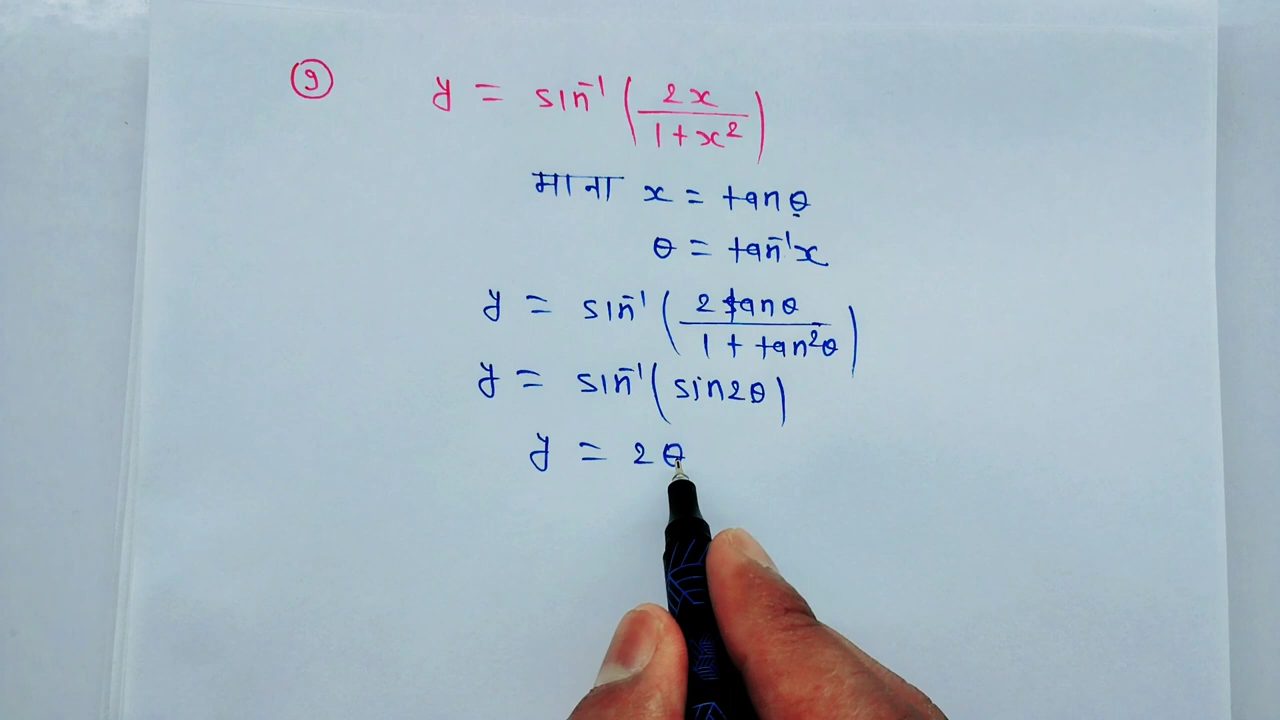 9 y = sin⁻¹(2x/(1+x²))
माना x = tanθ
θ = tan⁻¹x
y = sin⁻¹(2tanθ/(1+tan²θ))
y = sin⁻¹(sin2θ)
y = 2θ